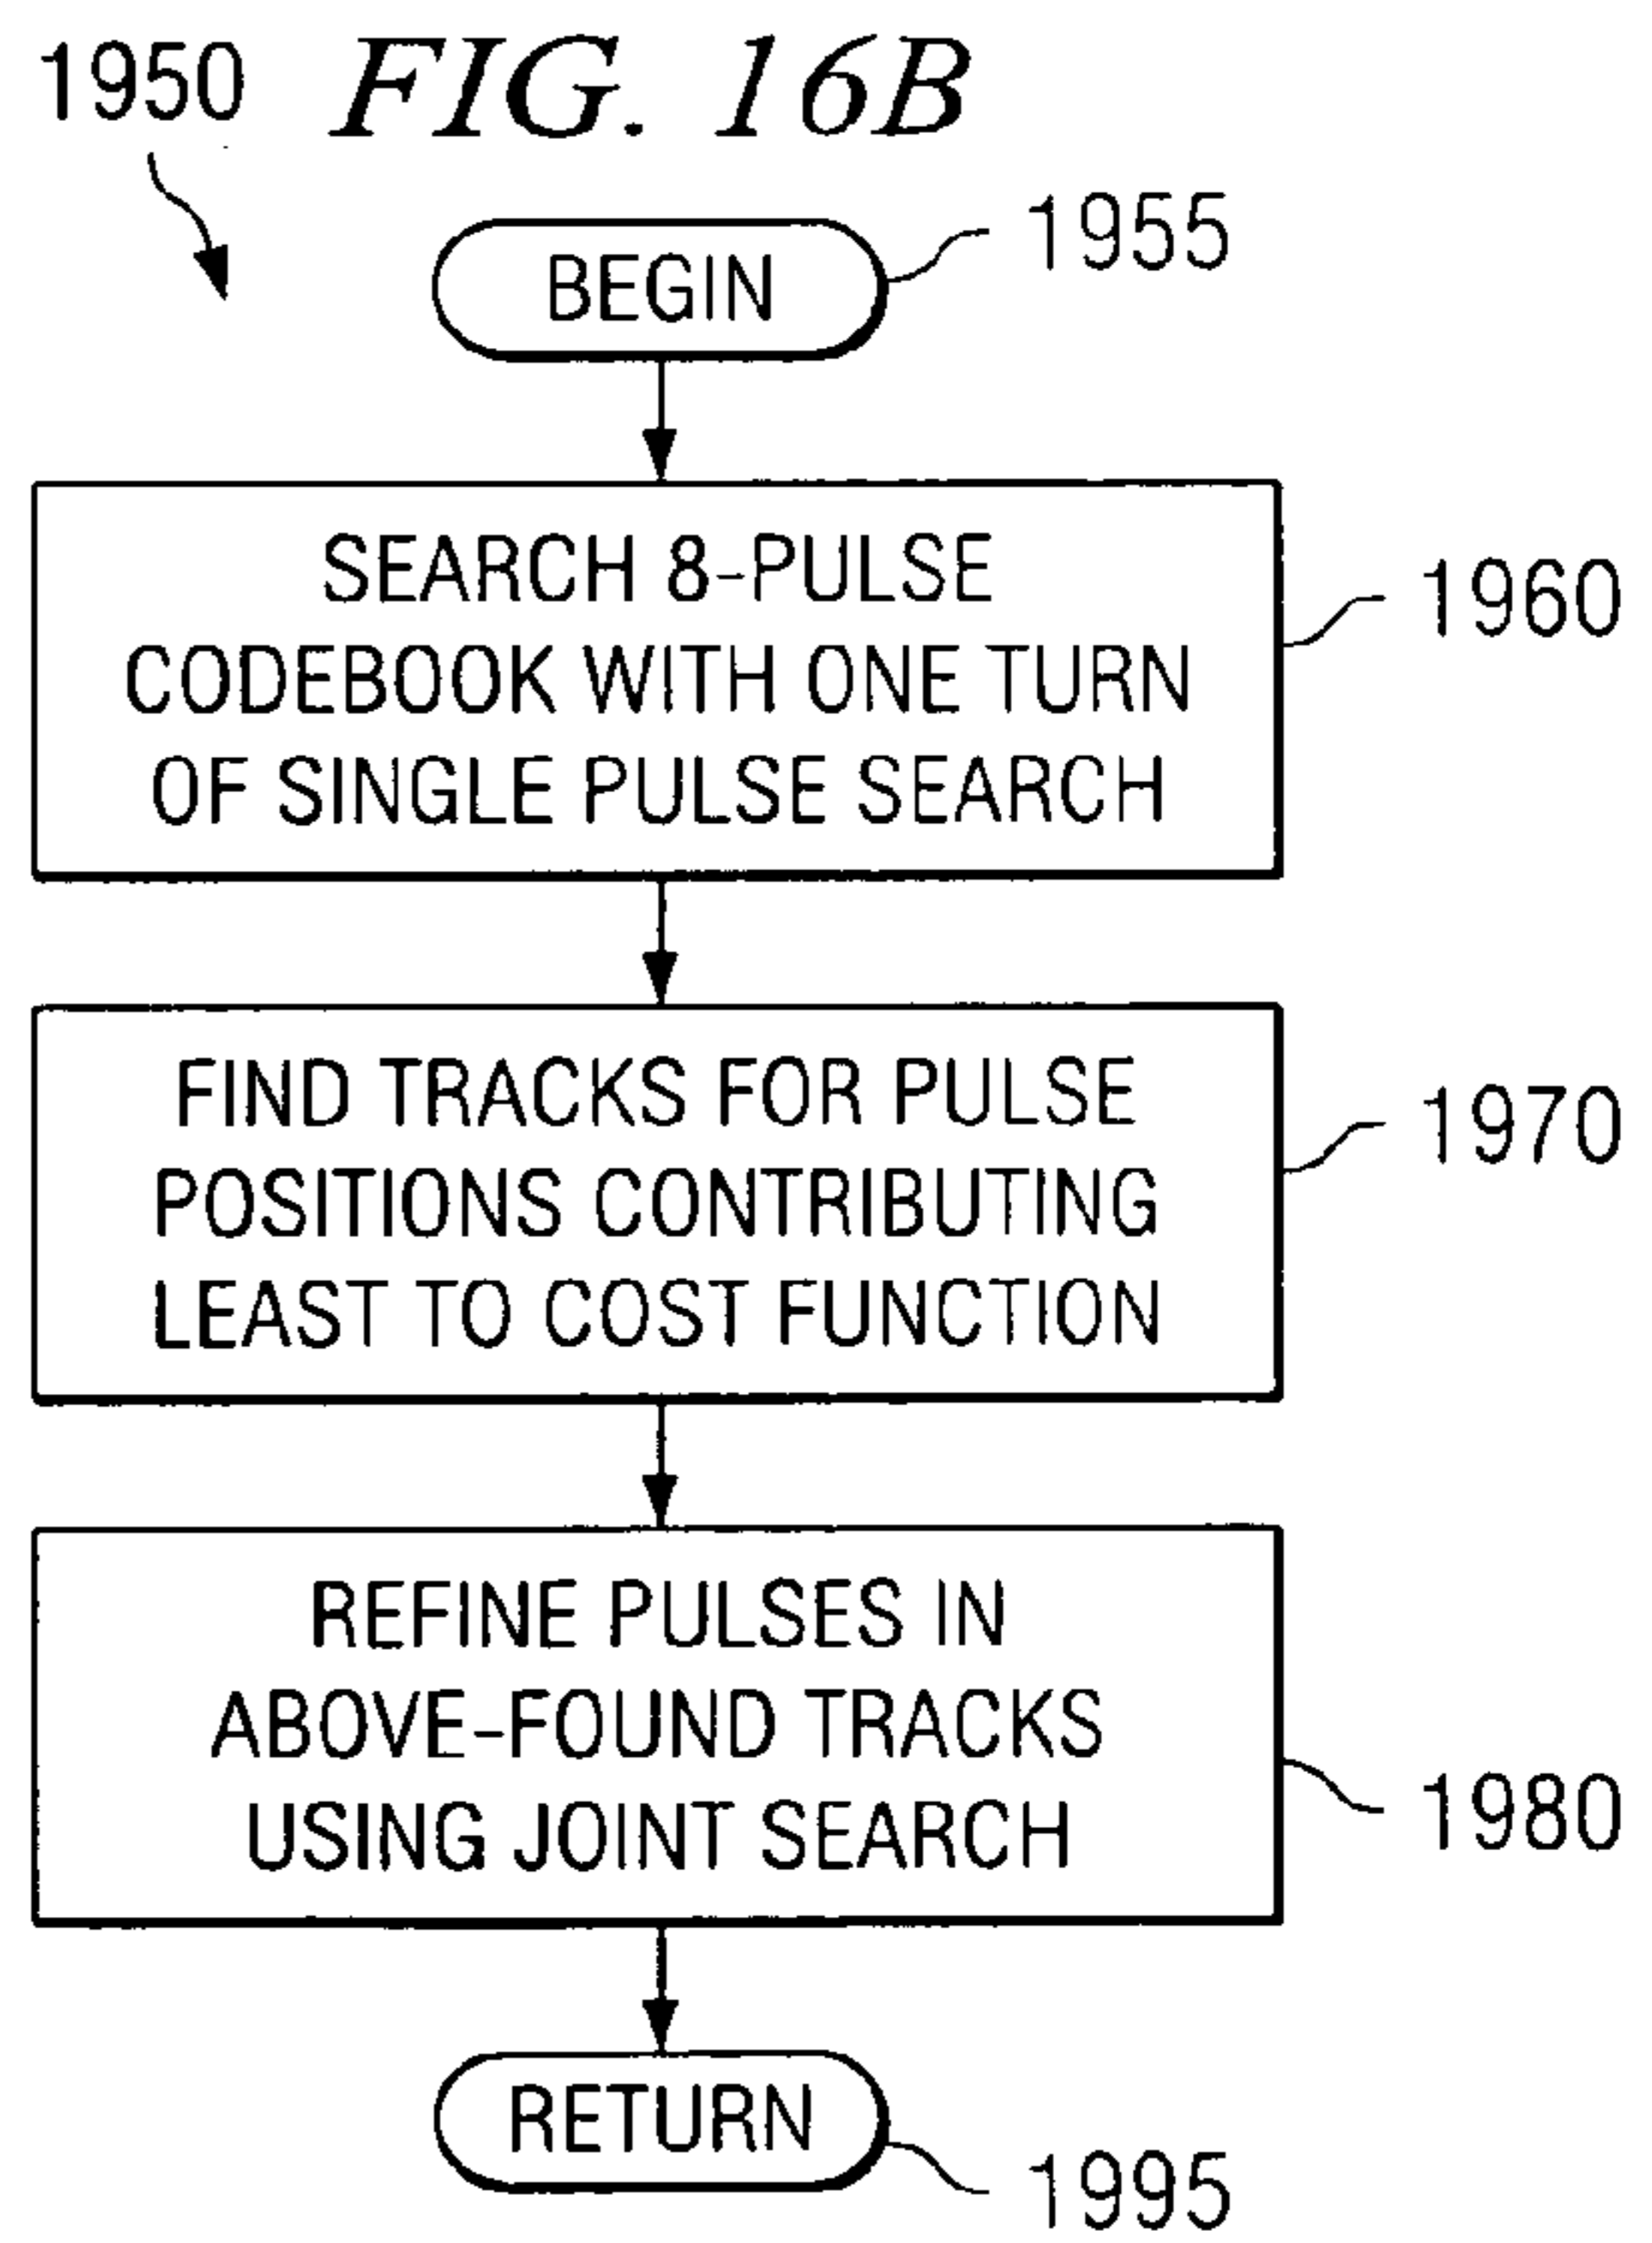 1950 FIG. 16B
BEGIN
1955
SEARCH 8-PULSE
CODEBOOK WITH ONE TURN
OF SINGLE PULSE SEARCH
1960
FIND TRACKS FOR PULSE
POSITIONS CONTRIBUTING
LEAST TO COST FUNCTION
1970
REFINE PULSES IN
ABOVE-FOUND TRACKS
USING JOINT SEARCH
1980
RETURN
1995